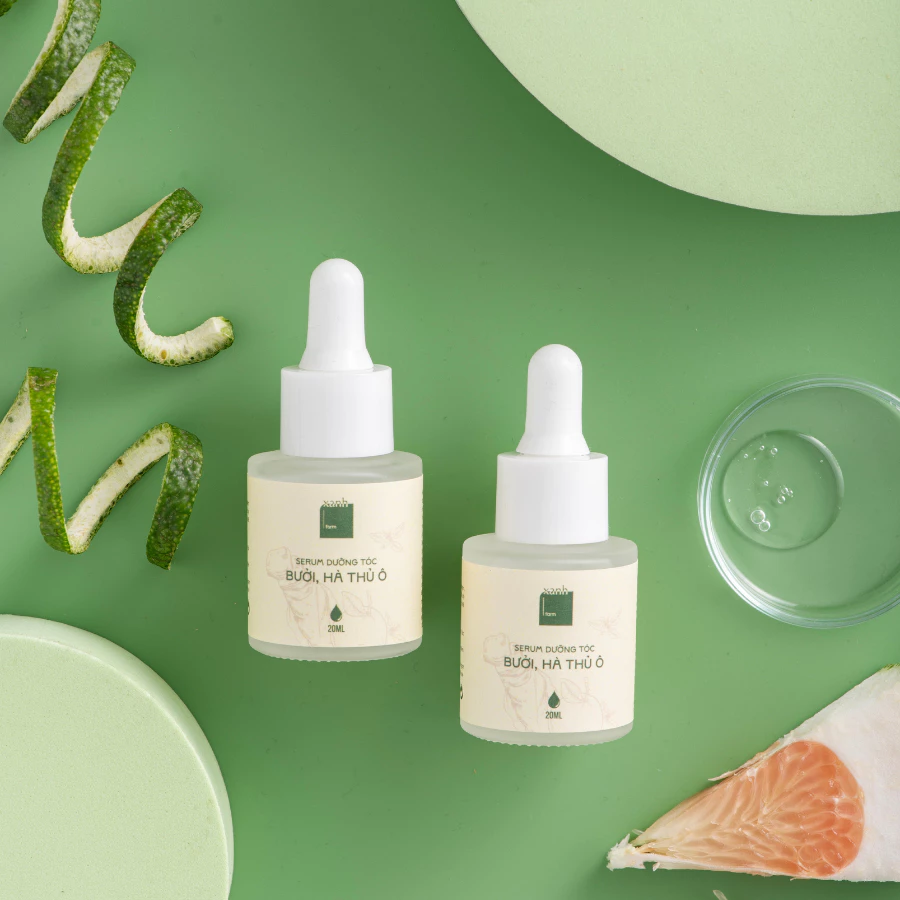 xanh
farm
SERUM DƯỠNG TÓC
BƯỞI, HÀ THỦ Ô
20ML
xanh
farm
SERUM DƯỠNG TÓC
BƯỞI, HÀ THỦ Ô
20ML